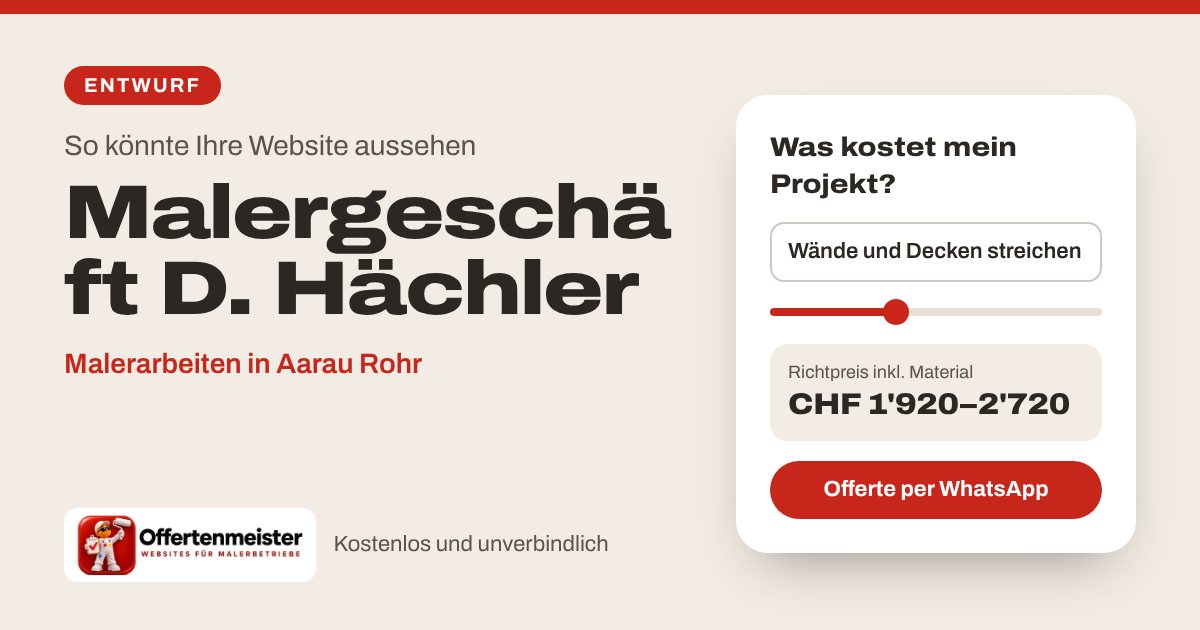 ENTWURF
So könnte Ihre Website aussehen
Malergeschä
ft D. Hächler
Malerarbeiten in Aarau Rohr
Offertenmeister
WEBSITES FÜR MALERBETRIEBE
Kostenlos und unverbindlich
Was kostet mein
Projekt?
Wände und Decken streichen
Richtpreis inkl. Material
CHF 1'920–2'720
Offerte per WhatsApp